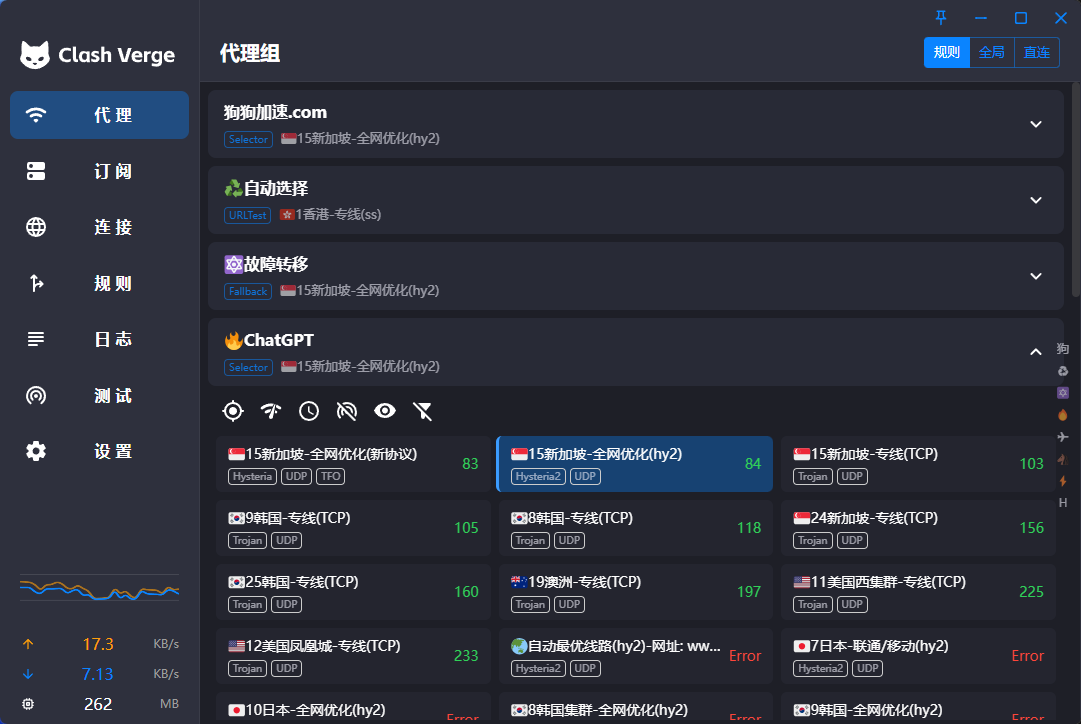 Clash Verge
代理组
规则 全局 直连
代 理
订 阅
连 接
规 则
日 志
测 试
设 置
17.3 KB/s
7.13 KB/s
262 MB
狗狗加速.com
Selector 🇸🇬15新加坡-全网优化(hy2)
♻️自动选择
URLTest 🇭🇰1香港-专线(ss)
🔯故障转移
Fallback 🇸🇬15新加坡-全网优化(hy2)
🔥ChatGPT
Selector 🇸🇬15新加坡-全网优化(hy2)
🇸🇬15新加坡-全网优化(新协议)
Hysteria UDP TFO
83
🇸🇬15新加坡-全网优化(hy2)
Hysteria2 UDP
84
🇸🇬15新加坡-专线(TCP)
Trojan UDP
103
🇰🇷9韩国-专线(TCP)
Trojan UDP
105
🇰🇷8韩国-专线(TCP)
Trojan UDP
118
🇸🇬24新加坡-专线(TCP)
Trojan UDP
156
🇰🇷25韩国-专线(TCP)
Trojan UDP
160
🇦🇺19澳洲-专线(TCP)
Trojan UDP
197
🇺🇸11美国西集群-专线(TCP)
Trojan UDP
225
🇺🇸12美国凤凰城-专线(TCP)
Trojan UDP
233
🌏自动最优线路(hy2)-网址: ww...
Hysteria2 UDP
Error
🇯🇵7日本-联通/移动(hy2)
Hysteria2 UDP
Error
🇯🇵10日本-全网优化(hy2)
Error
🇰🇷8韩国集群-全网优化(hy2)
Error
🇰🇷9韩国-全网优化(hy2)
Error
狗
H